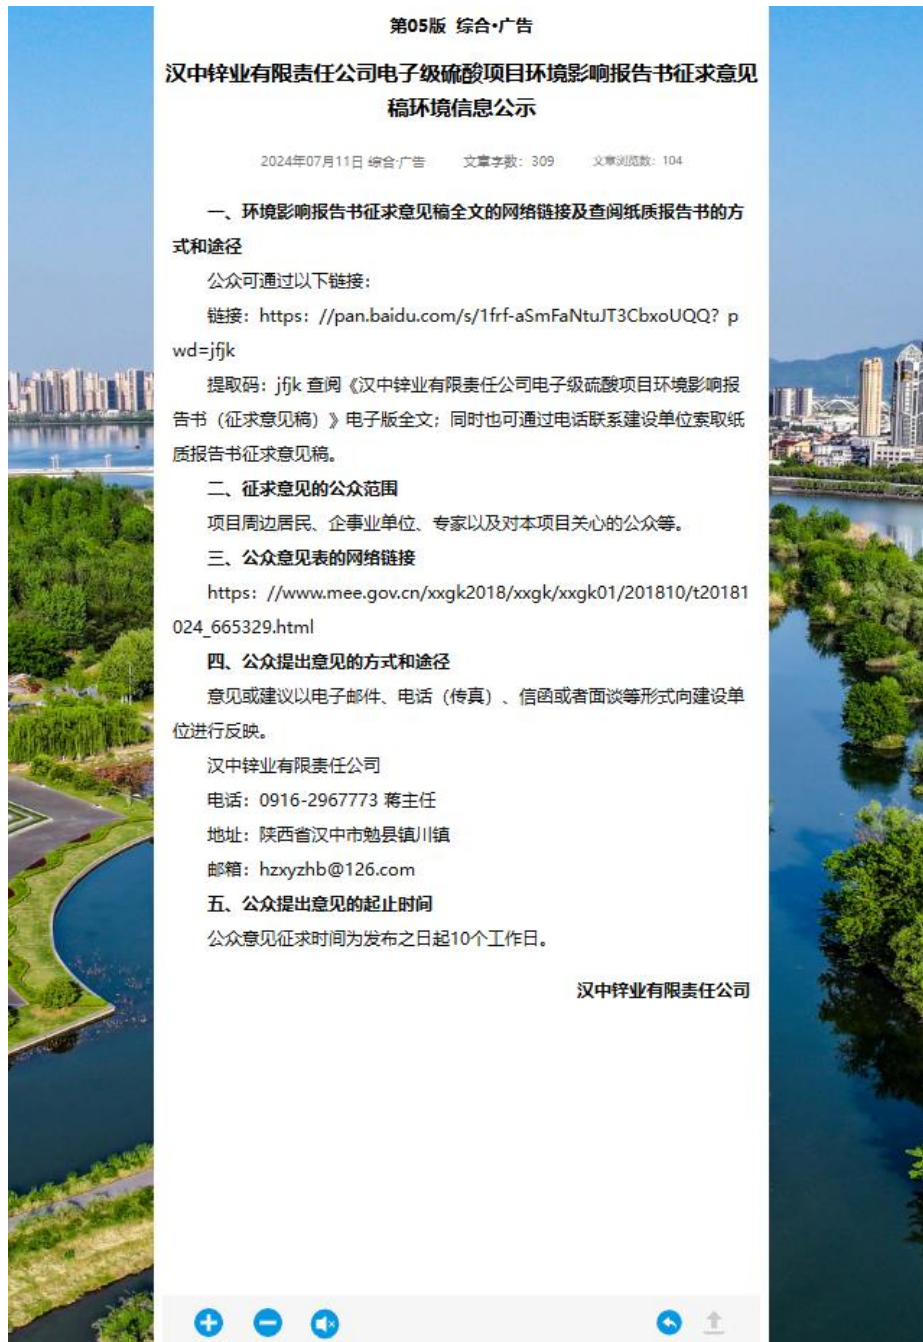 第05版 综合·广告
汉中锌业有限责任公司电子级硫酸项目环境影响报告书征求意见
稿环境信息公示
2024年07月11日 综合·广告 文章字数：309 文章浏览数：104
一、环境影响报告书征求意见稿全文的网络链接及查阅纸质报告书的方
式和途径
公众可通过以下链接：
链接：https：//pan.baidu.com/s/1frf-aSmFaNtuJT3CbxoUQQ？p
wd=jfjk
提取码：jfjk 查阅《汉中锌业有限责任公司电子级硫酸项目环境影响报
告书（征求意见稿）》电子版全文；同时也可通过电话联系建设单位索取纸
质报告书征求意见稿。
二、征求意见的公众范围
项目周边居民、企事业单位、专家以及对本项目关心的公众等。
三、公众意见表的网络链接
https：//www.mee.gov.cn/xxgk2018/xxgk/xxgk01/201810/t20181
024_665329.html
四、公众提出意见的方式和途径
意见或建议以电子邮件、电话（传真）、信函或者面谈等形式向建设单
位进行反映。
汉中锌业有限责任公司
电话：0916-2967773 蒋主任
地址：陕西省汉中市勉县镇川镇
邮箱：hzxyzhb@126.com
五、公众提出意见的起止时间
公众意见征求时间为发布之日起10个工作日。
汉中锌业有限责任公司